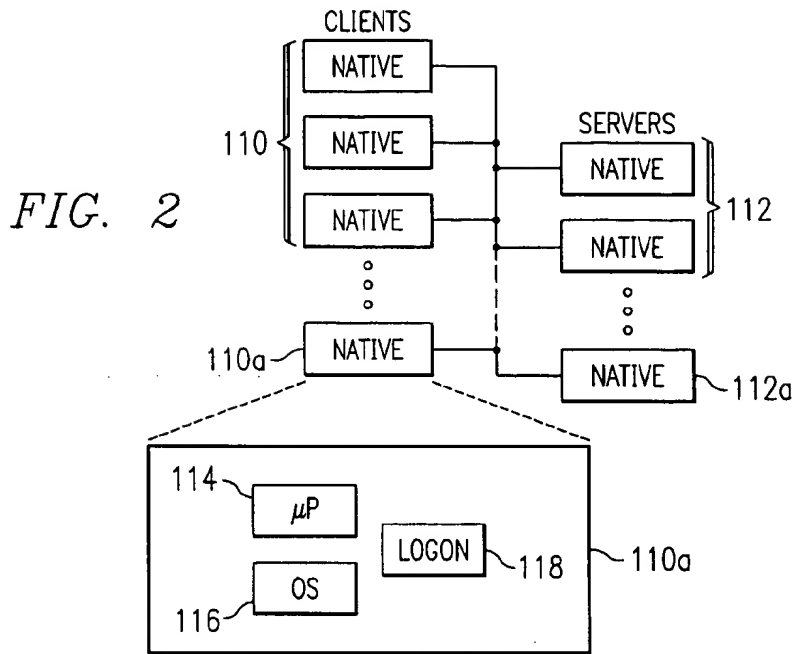 CLIENTS
NATIVE
NATIVE
110
SERVERS
NATIVE
FIG. 2
NATIVE
112
NATIVE
110a
NATIVE
NATIVE
112a
114
μP
LOGON
118
110a
116
OS